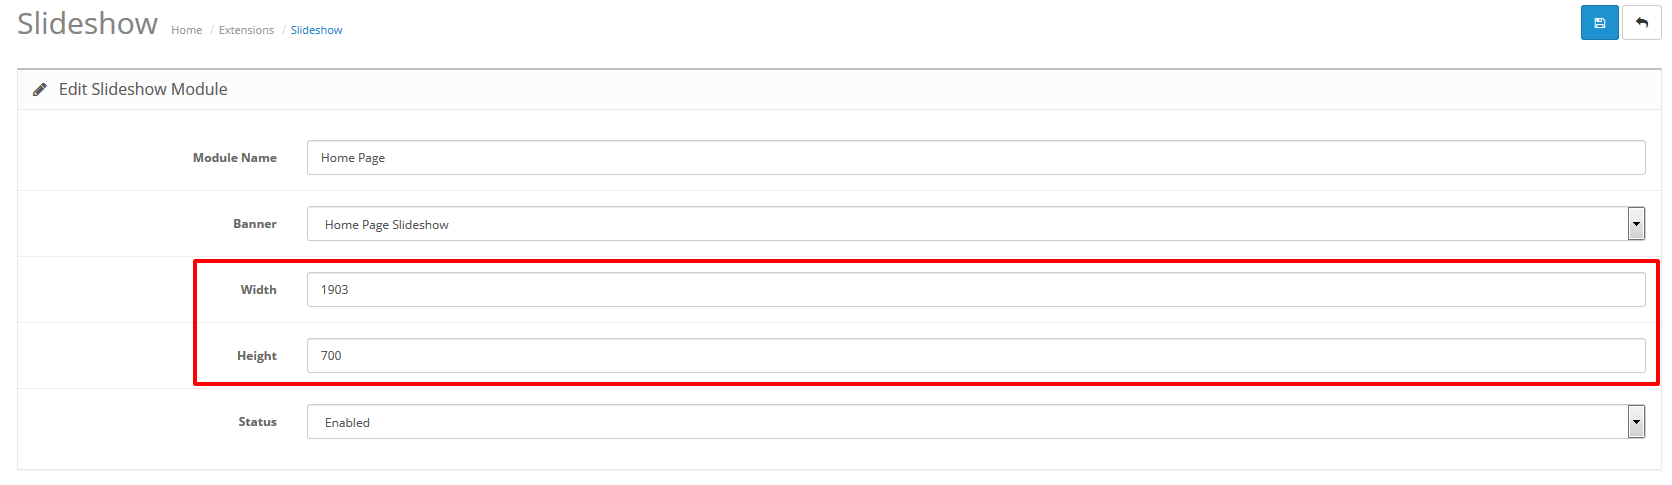 Slideshow Home / Extensions / Slideshow
Edit Slideshow Module
Module Name Home Page
Banner Home Page Slideshow
Width 1903
Height 700
Status Enabled